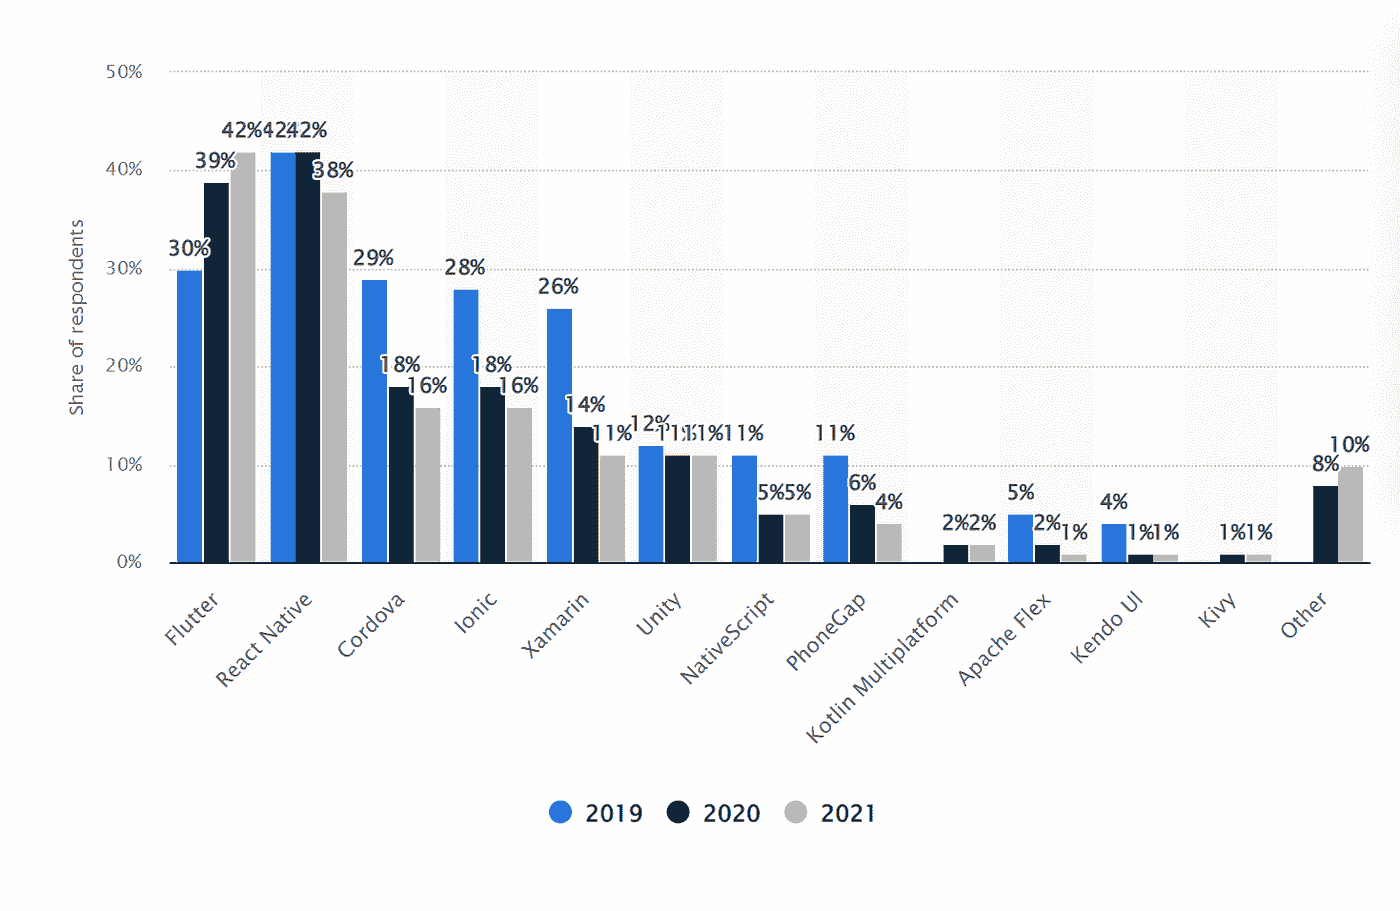 50%
40%
30%
20%
10%
0%
Share of respondents
30%
39%
42%
42%
42%
38%
29%
18%
16%
28%
18%
16%
26%
14%
11%
12%
11%
11%
11%
5%
5%
11%
6%
4%
2%
2%
5%
2%
1%
4%
1%
1%
1%
1%
8%
10%
Flutter
React Native
Cordova
Ionic
Xamarin
Unity
NativeScript
PhoneGap
Kotlin Multiplatform
Apache Flex
Kendo UI
Kivy
Other
2019 2020 2021